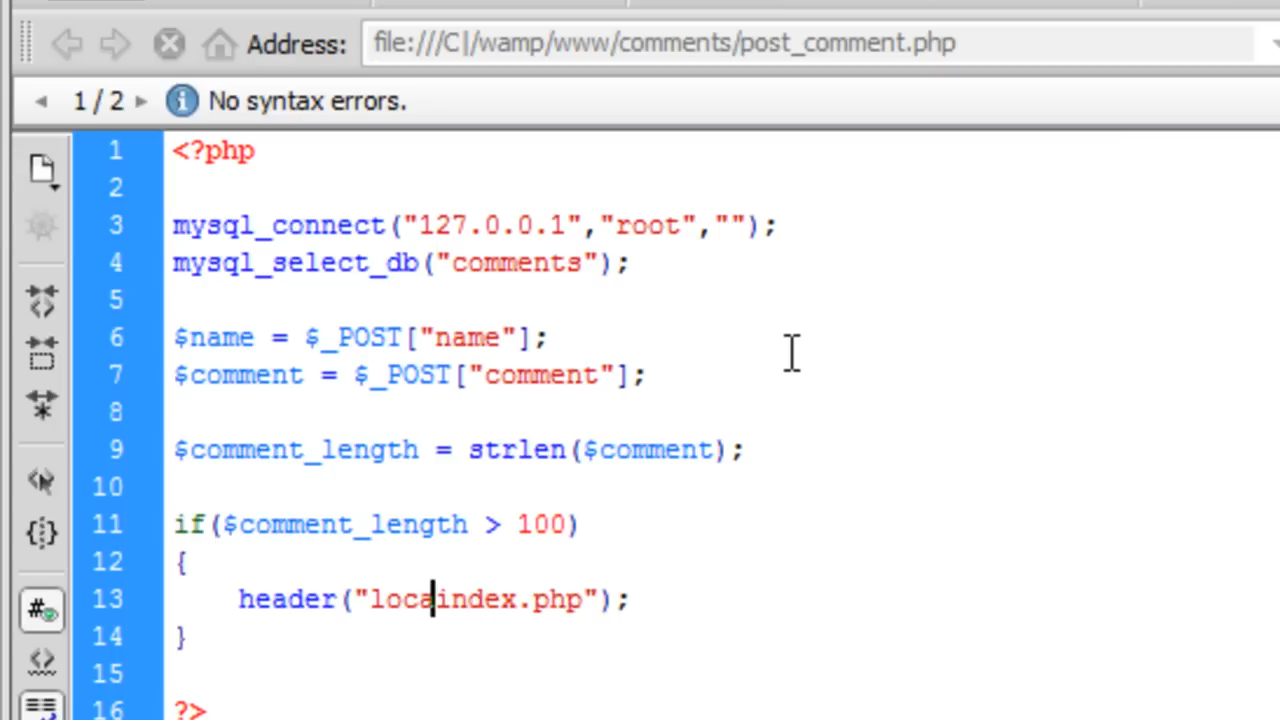 Address: file:///C|/wamp/www/comments/post_comment.php
1 / 2 No syntax errors.
1 <?php
2
3 mysql_connect("127.0.0.1","root","");
4 mysql_select_db("comments");
5
6 $name = $_POST["name"];
7 $comment = $_POST["comment"];
8
9 $comment_length = strlen($comment);
10
11 if($comment_length > 100)
12 {
13 header("locaindex.php");
14 }
15
16 ?>